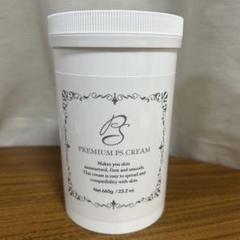 PS
PREMIUM PS CREAM
Makes you skin
moisturized, firm and smooth.
This cream is easy to spread and
compatibility with skin.
Net 660g / 23.2 oz.